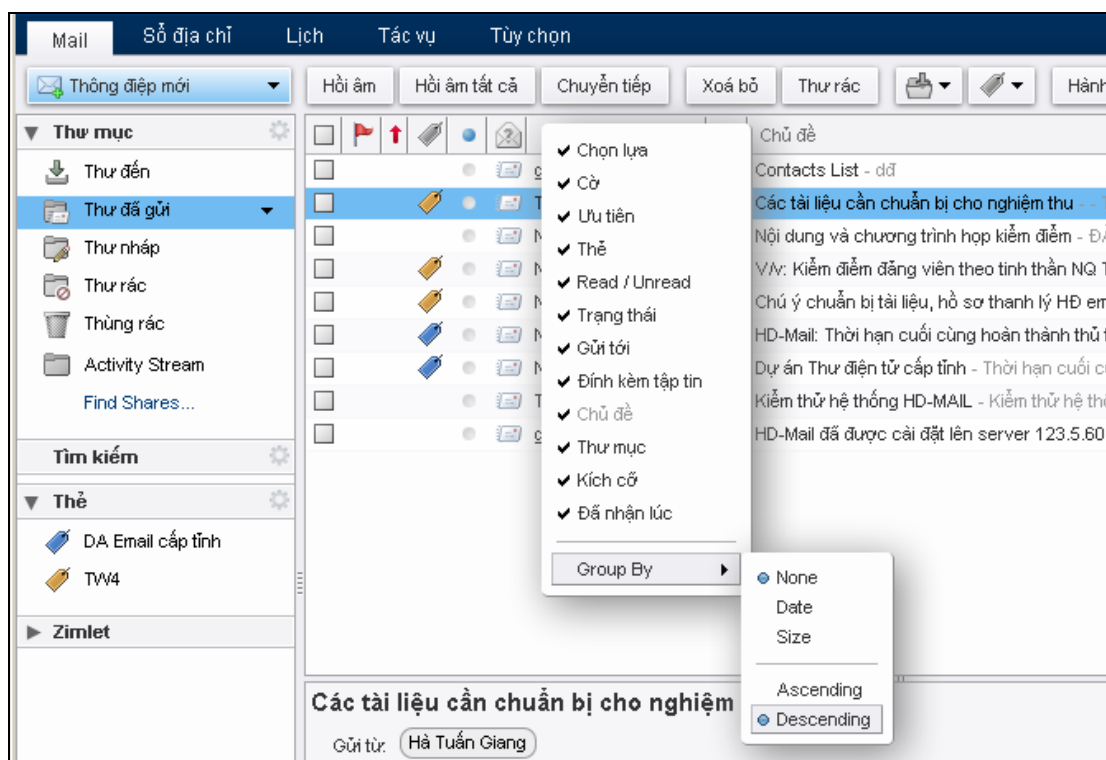 Mail Sổ địa chỉ Lịch Tác vụ Tùy chọn
Thông điệp mới Hồi âm Hồi âm tất cả Chuyển tiếp Xoá bỏ Thư rác Hành
Thư mục
Thư đến
Thư đã gửi
Thư nháp
Thư rác
Thùng rác
Activity Stream
Find Shares...
Tìm kiếm
Thẻ
DA Email cấp tỉnh
TW4
Zimlet
Chủ đề
Contacts List - dđ
Các tài liệu cần chuẩn bị cho nghiệm thu - -
Nội dung và chương trình họp kiểm điểm - ĐẢ
V/v: Kiểm điểm đảng viên theo tinh thần NQ T
Chú ý chuẩn bị tài liệu, hồ sơ thanh lý HĐ em
HD-Mail: Thời hạn cuối cùng hoàn thành thủ t
Dự án Thư điện tử cấp tỉnh - Thời hạn cuối c
Kiểm thử hệ thống HD-MAIL - Kiểm thử hệ th
HD-Mail đã được cài đặt lên server 123.5.60
Chọn lựa
Cờ
Ưu tiên
Thẻ
Read / Unread
Trạng thái
Gửi tới
Đính kèm tập tin
Chủ đề
Thư mục
Kích cỡ
Đã nhận lúc
Group By
None
Date
Size
Ascending
Descending
Các tài liệu cần chuẩn bị cho nghiệm
Gửi từ: Hà Tuấn Giang